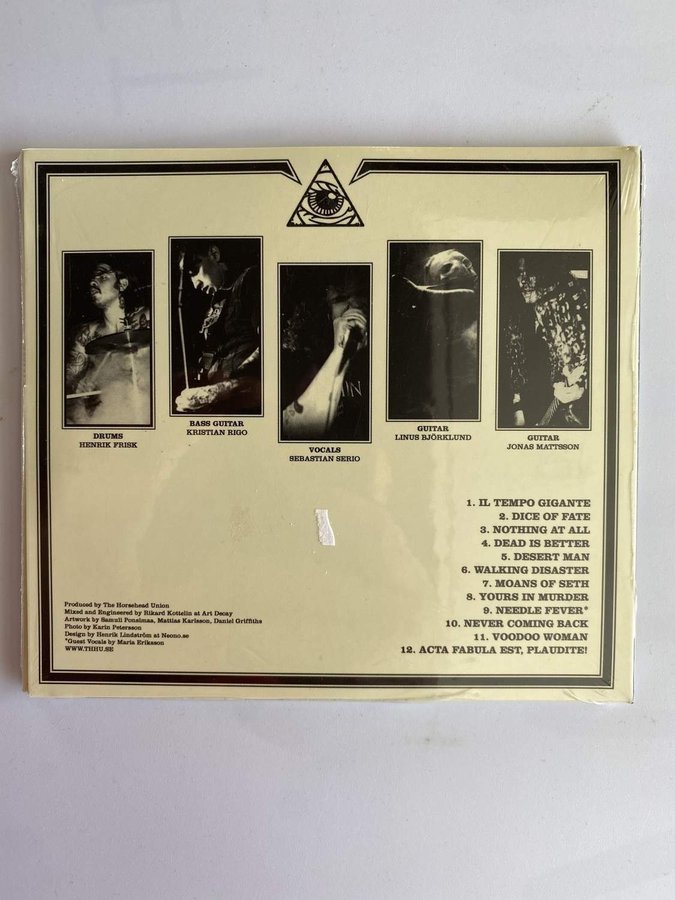 DRUMS
HENRIK FRISK
BASS GUITAR
KRISTIAN RIGO
VOCALS
SEBASTIAN SERIO
GUITAR
LINUS BJÖRKLUND
GUITAR
JONAS MATTSSON
1. IL TEMPO GIGANTE
2. DICE OF FATE
3. NOTHING AT ALL
4. DEAD IS BETTER
5. DESERT MAN
6. WALKING DISASTER
7. MOANS OF SETH
8. YOURS IN MURDER
9. NEEDLE FEVER*
10. NEVER COMING BACK
11. VOODOO WOMAN
12. ACTA FABULA EST, PLAUDITE!
Produced by The Horsehead Union
Mixed and Engineered by Rikard Kottelin at Art Decay
Artwork by Samuli Ponsimaa, Mattias Karlsson, Daniel Griffiths
Photo by Karin Petersson
Design by Henrik Lindström at Neono.se
*Guest Vocals by Maria Eriksson
WWW.THHU.SE